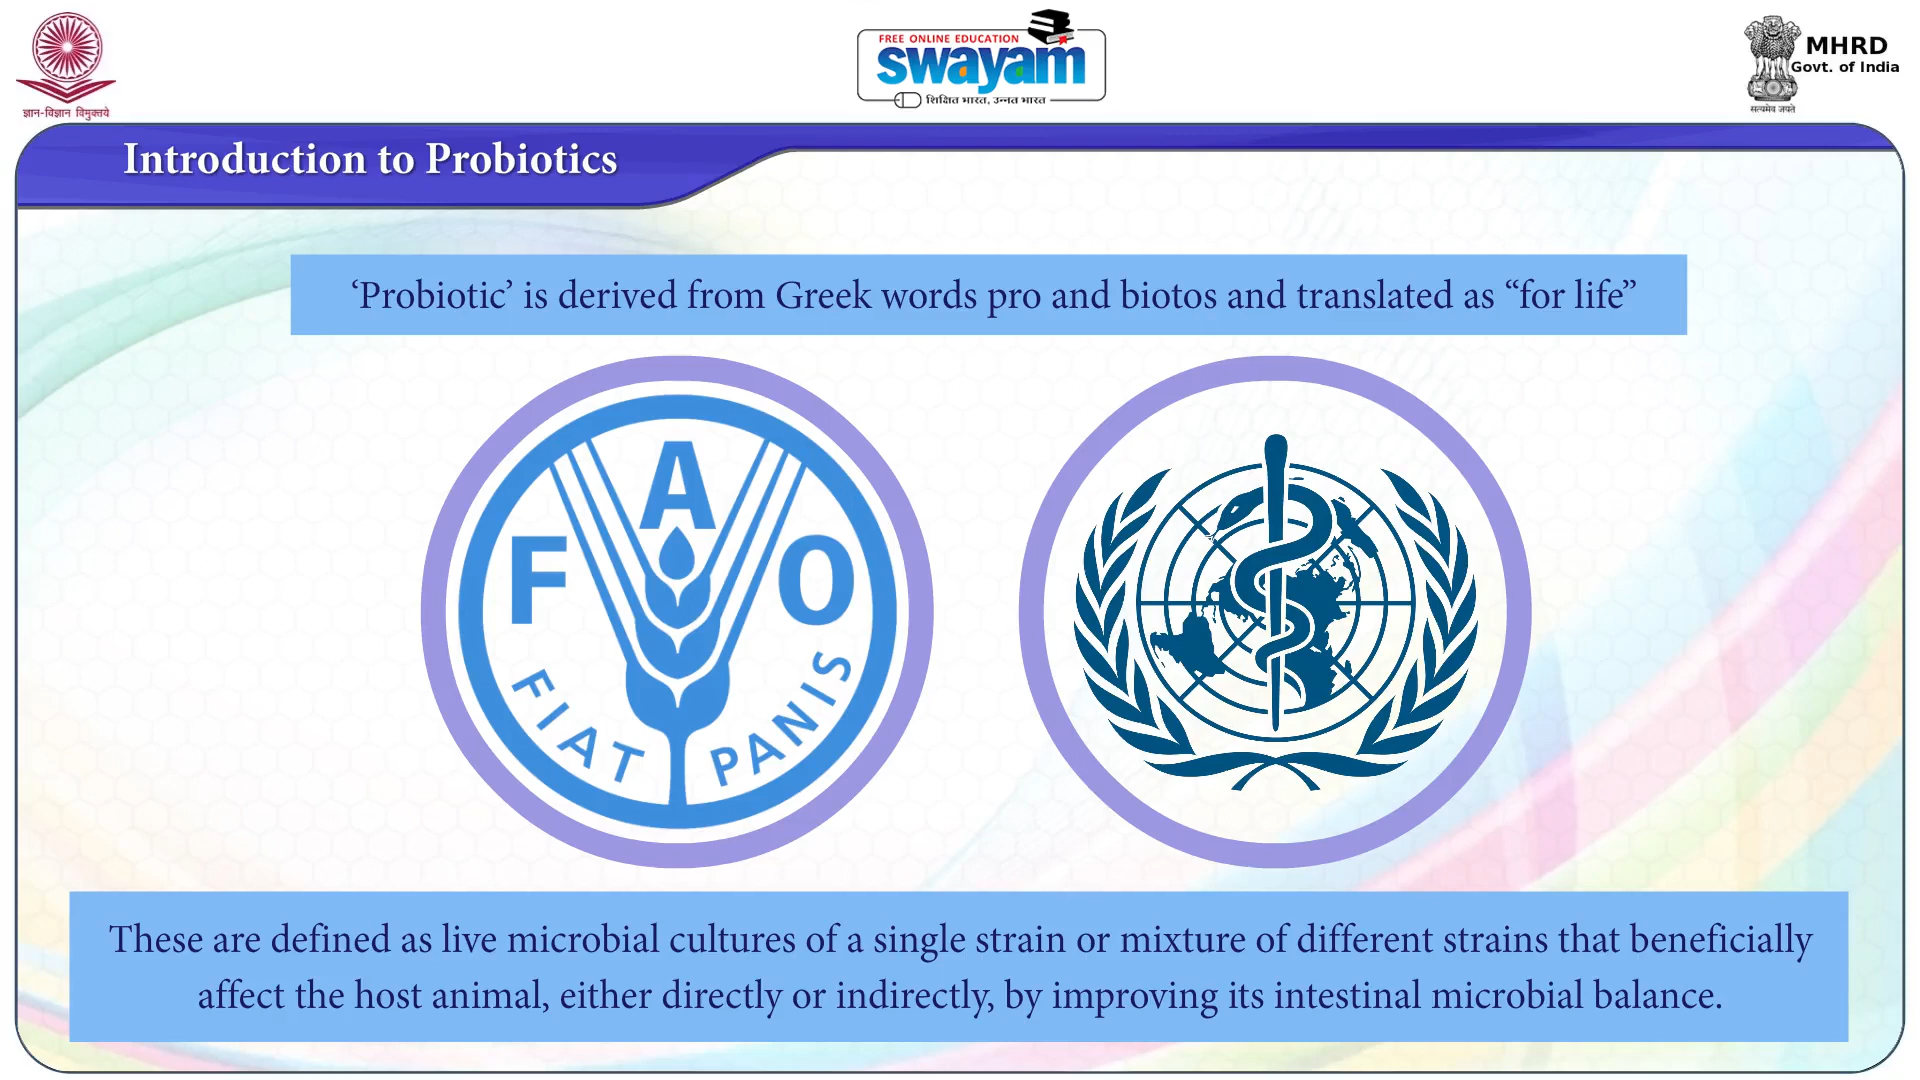 ज्ञान-विज्ञान विमुक्तये
FREE ONLINE EDUCATION
swayam
शिक्षित भारत, उन्नत भारत
MHRD
Govt. of India
सत्यमेव जयते
Introduction to Probiotics
‘Probiotic’ is derived from Greek words pro and biotos and translated as “for life”
F A O
FIAT PANIS
These are defined as live microbial cultures of a single strain or mixture of different strains that beneficially
affect the host animal, either directly or indirectly, by improving its intestinal microbial balance.